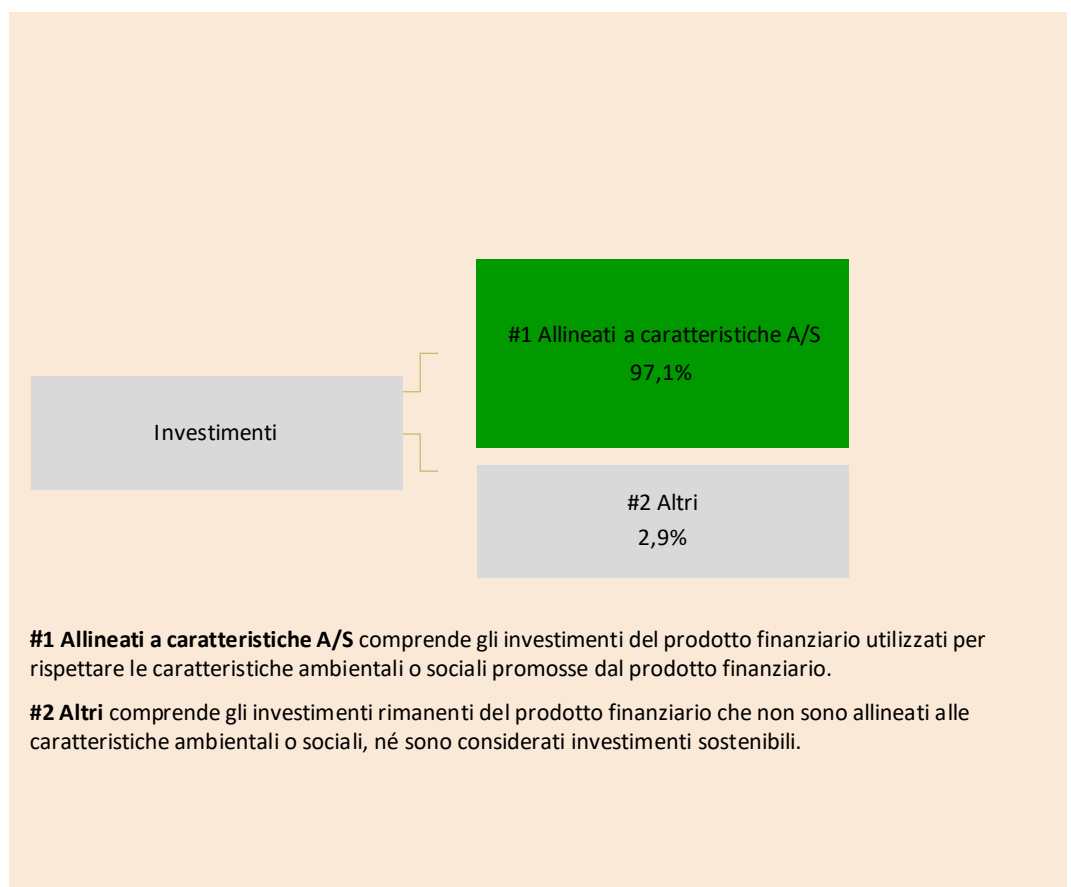 #1 Allineati a caratteristiche A/S
97,1%
Investimenti
#2 Altri
2,9%
#1 Allineati a caratteristiche A/S comprende gli investimenti del prodotto finanziario utilizzati per
rispettare le caratteristiche ambientali o sociali promosse dal prodotto finanziario.
#2 Altri comprende gli investimenti rimanenti del prodotto finanziario che non sono allineati alle
caratteristiche ambientali o sociali, né sono considerati investimenti sostenibili.